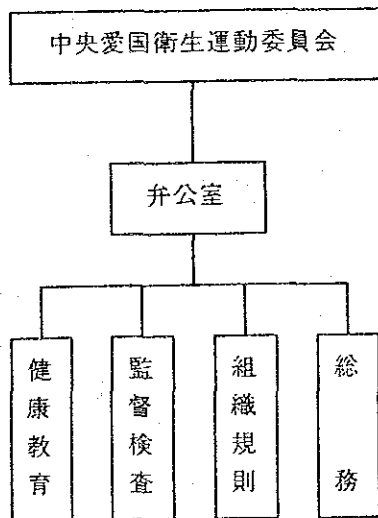 中央愛国衛生運動委員会
弁公室
健康教育
監督検査
組織規則
総務